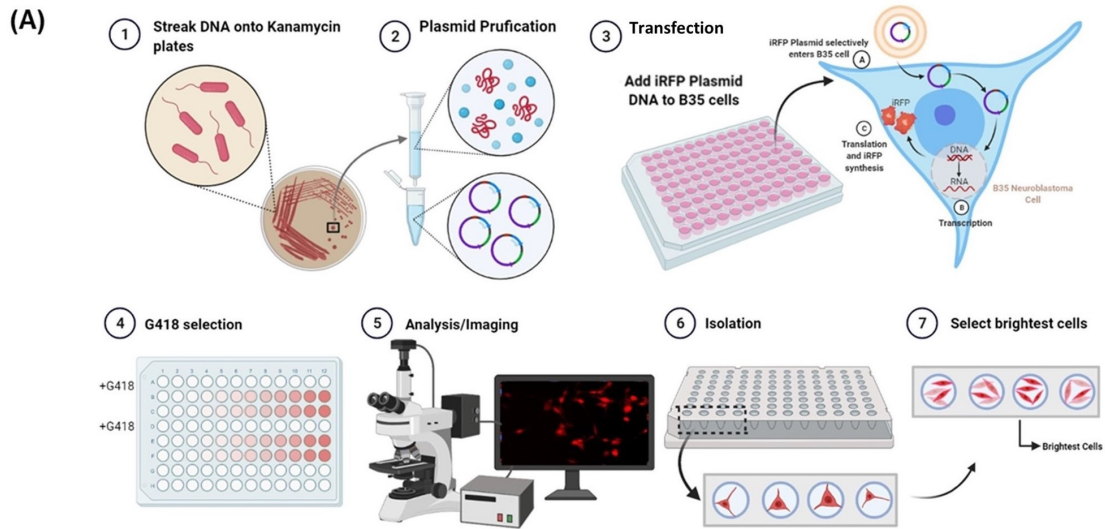 (A)
1 Streak DNA onto Kanamycin
plates
2 Plasmid Prufication
3 Transfection
Add iRFP Plasmid
DNA to B35 cells
iRFP Plasmid selectively
enters B35 cell
A
iRFP
C
Translation
and iRFP
synthesis
DNA
RNA
B35 Neuroblastoma
Cell
B
Transcription
4 G418 selection
1 2 3 4 5 6 7 8 9 10 11 12
+G418
+G418
A
B
C
D
E
F
G
H
5 Analysis/Imaging
6 Isolation
7 Select brightest cells
Brightest Cells